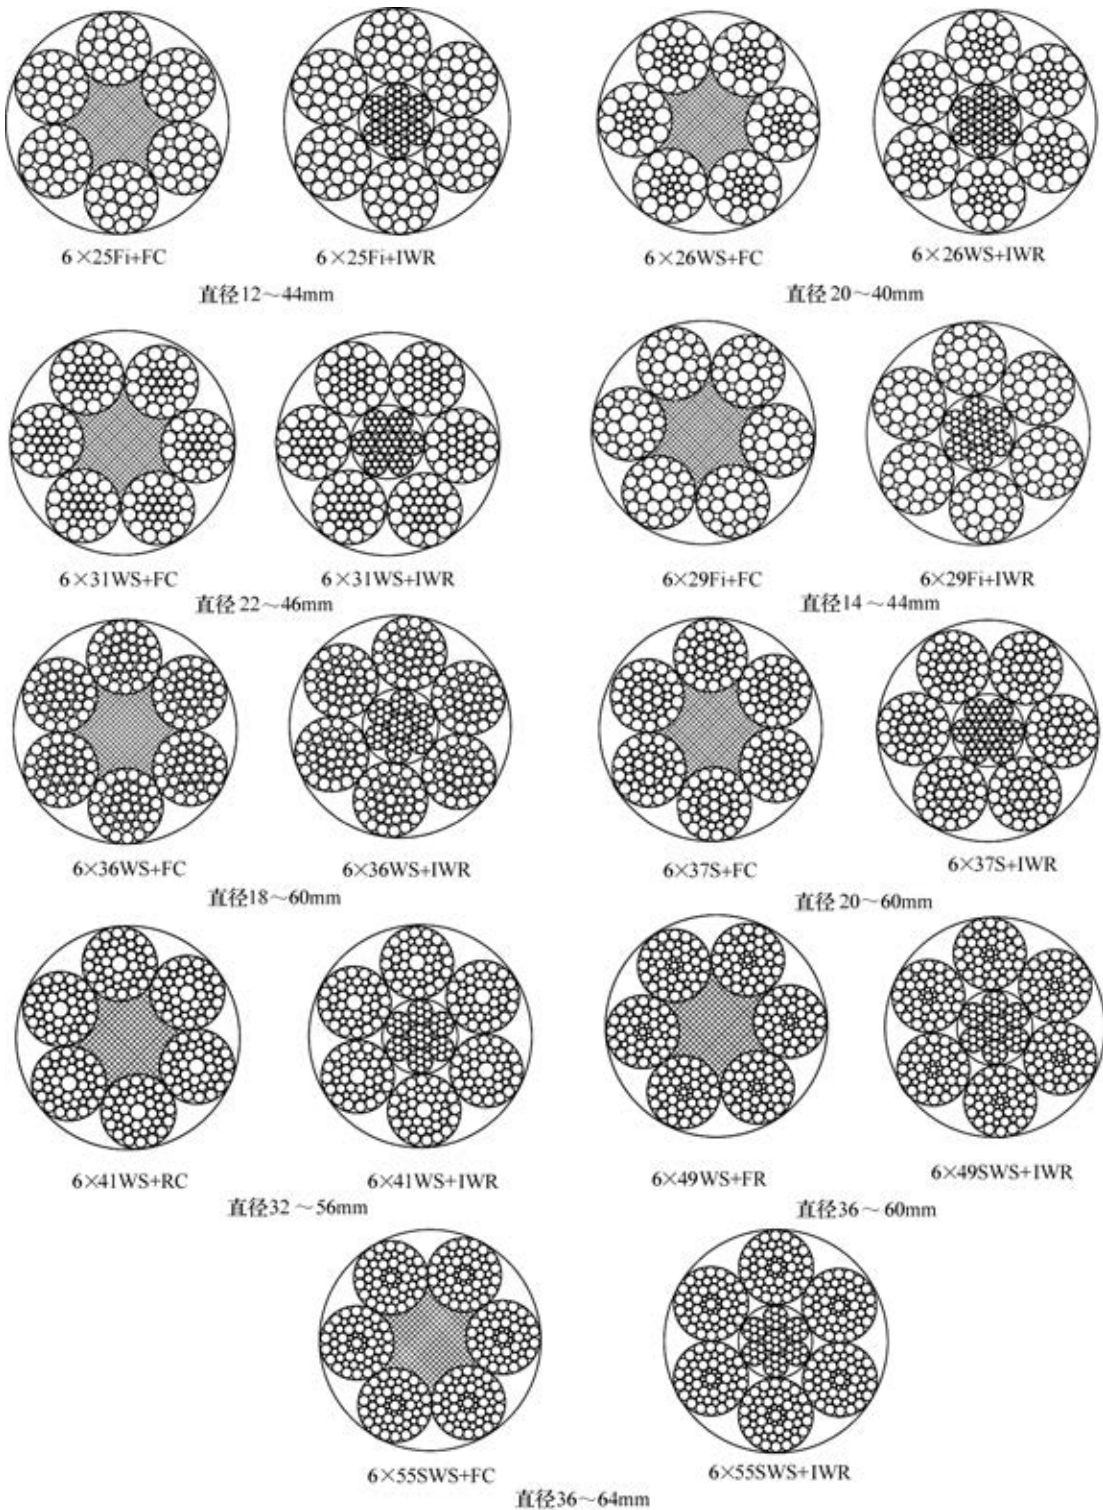 6×25Fi+FC 6×25Fi+IWR 6×26WS+FC 6×26WS+IWR
直径12～44mm 直径20～40mm
6×31WS+FC 6×31WS+IWR 6×29Fi+FC 6×29Fi+IWR
直径22～46mm 直径14～44mm
6×36WS+FC 6×36WS+IWR 6×37S+FC 6×37S+IWR
直径18～60mm 直径20～60mm
6×41WS+RC 6×41WS+IWR 6×49WS+FR 6×49SWS+IWR
直径32～56mm 直径36～60mm
6×55SWS+FC 6×55SWS+IWR
直径36～64mm